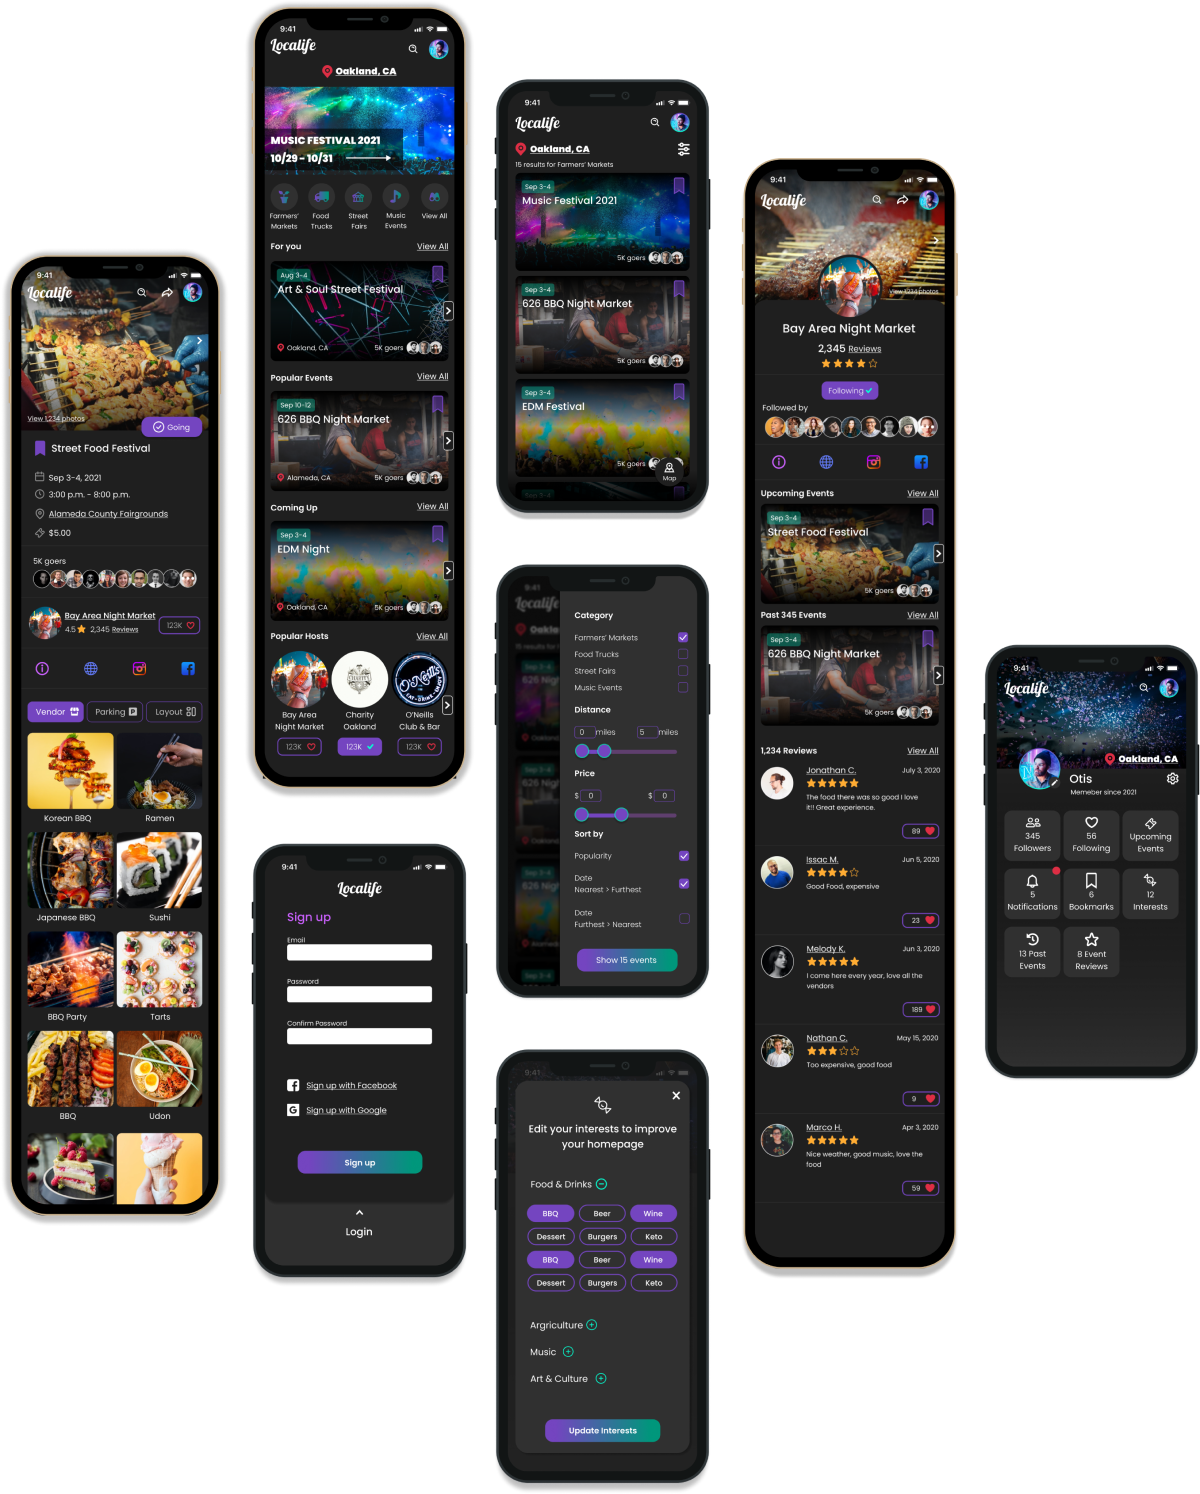 9:41
Localife
View 1,234 photos
Going
Street Food Festival
Sep 3-4, 2021
3:00 p.m. - 8:00 p.m.
Alameda County Fairgrounds
$5.00
5K goers
Bay Area Night Market
4.5 2,345 Reviews
123K
Vendor Parking P Layout
Korean BBQ Ramen
Japanese BBQ Sushi
BBQ Party Tarts
BBQ Udon
9:41
Localife
Oakland, CA
MUSIC FESTIVAL 2021
10/29 - 10/31
Farmers' Markets
Food Trucks
Street Fairs
Music Events
View All
For you View All
Aug 3-4
Art & Soul Street Festival
Oakland, CA 5K goers
Popular Events View All
Sep 10-12
626 BBQ Night Market
Alameda, CA 5K goers
Coming Up View All
Sep 3-4
EDM Night
Oakland, CA 5K goers
Popular Hosts View All
CHARITY
O'Neills
EAT • DRINK
Bay Area Night Market
Charity Oakland
O'Neills Club & Bar
123K 123K 123K
9:41
Localife
Sign up
Email
Password
Confirm Password
Sign up with Facebook
G Sign up with Google
Sign up
Login
9:41
Localife
Oakland, CA
15 results for Farmers' Markets
Sep 3-4
Music Festival 2021
5K goers
Sep 3-4
626 BBQ Night Market
5K goers
Sep 3-4
EDM Festival
5K goers
Map
9:41
Localife
Category
Farmers' Markets
Food Trucks
Street Fairs
Music Events
Distance
0 miles 5 miles
Price
$ 0 $ 0
Sort by
Popularity
Date
Nearest > Furthest
Date
Furthest > Nearest
Show 15 events
9:41
Edit your interests to improve
your homepage
Food & Drinks
BBQ Beer Wine
Dessert Burgers Keto
BBQ Beer Wine
Dessert Burgers Keto
Argriculture
Music
Art & Culture
Update Interests
9:41
Localife
View 1,234 photos
Bay Area Night Market
2,345 Reviews
Following
Followed by
Upcoming Events View All
Sep 3-4
Street Food Festival
5K goers
Past 345 Events View All
Sep 3-4
626 BBQ Night Market
5K goers
1,234 Reviews View All
Jonathan C. July 3, 2020
The food there was so good I love
it!! Great experience.
89
Issac M. Jun 5, 2020
Good Food, expensive
23
Melody K. Jun 3, 2020
I come here every year, love all the
vendors
189
Nathan C. May 15, 2020
Too expensive, good food
9
Marco H. Apr 3, 2020
Nice weather, good music, love the
food
59
9:41
Localife
Oakland, CA
Otis
Memeber since 2021
345 Followers
56 Following
Upcoming Events
5 Notifications
6 Bookmarks
12 Interests
13 Past Events
8 Event Reviews